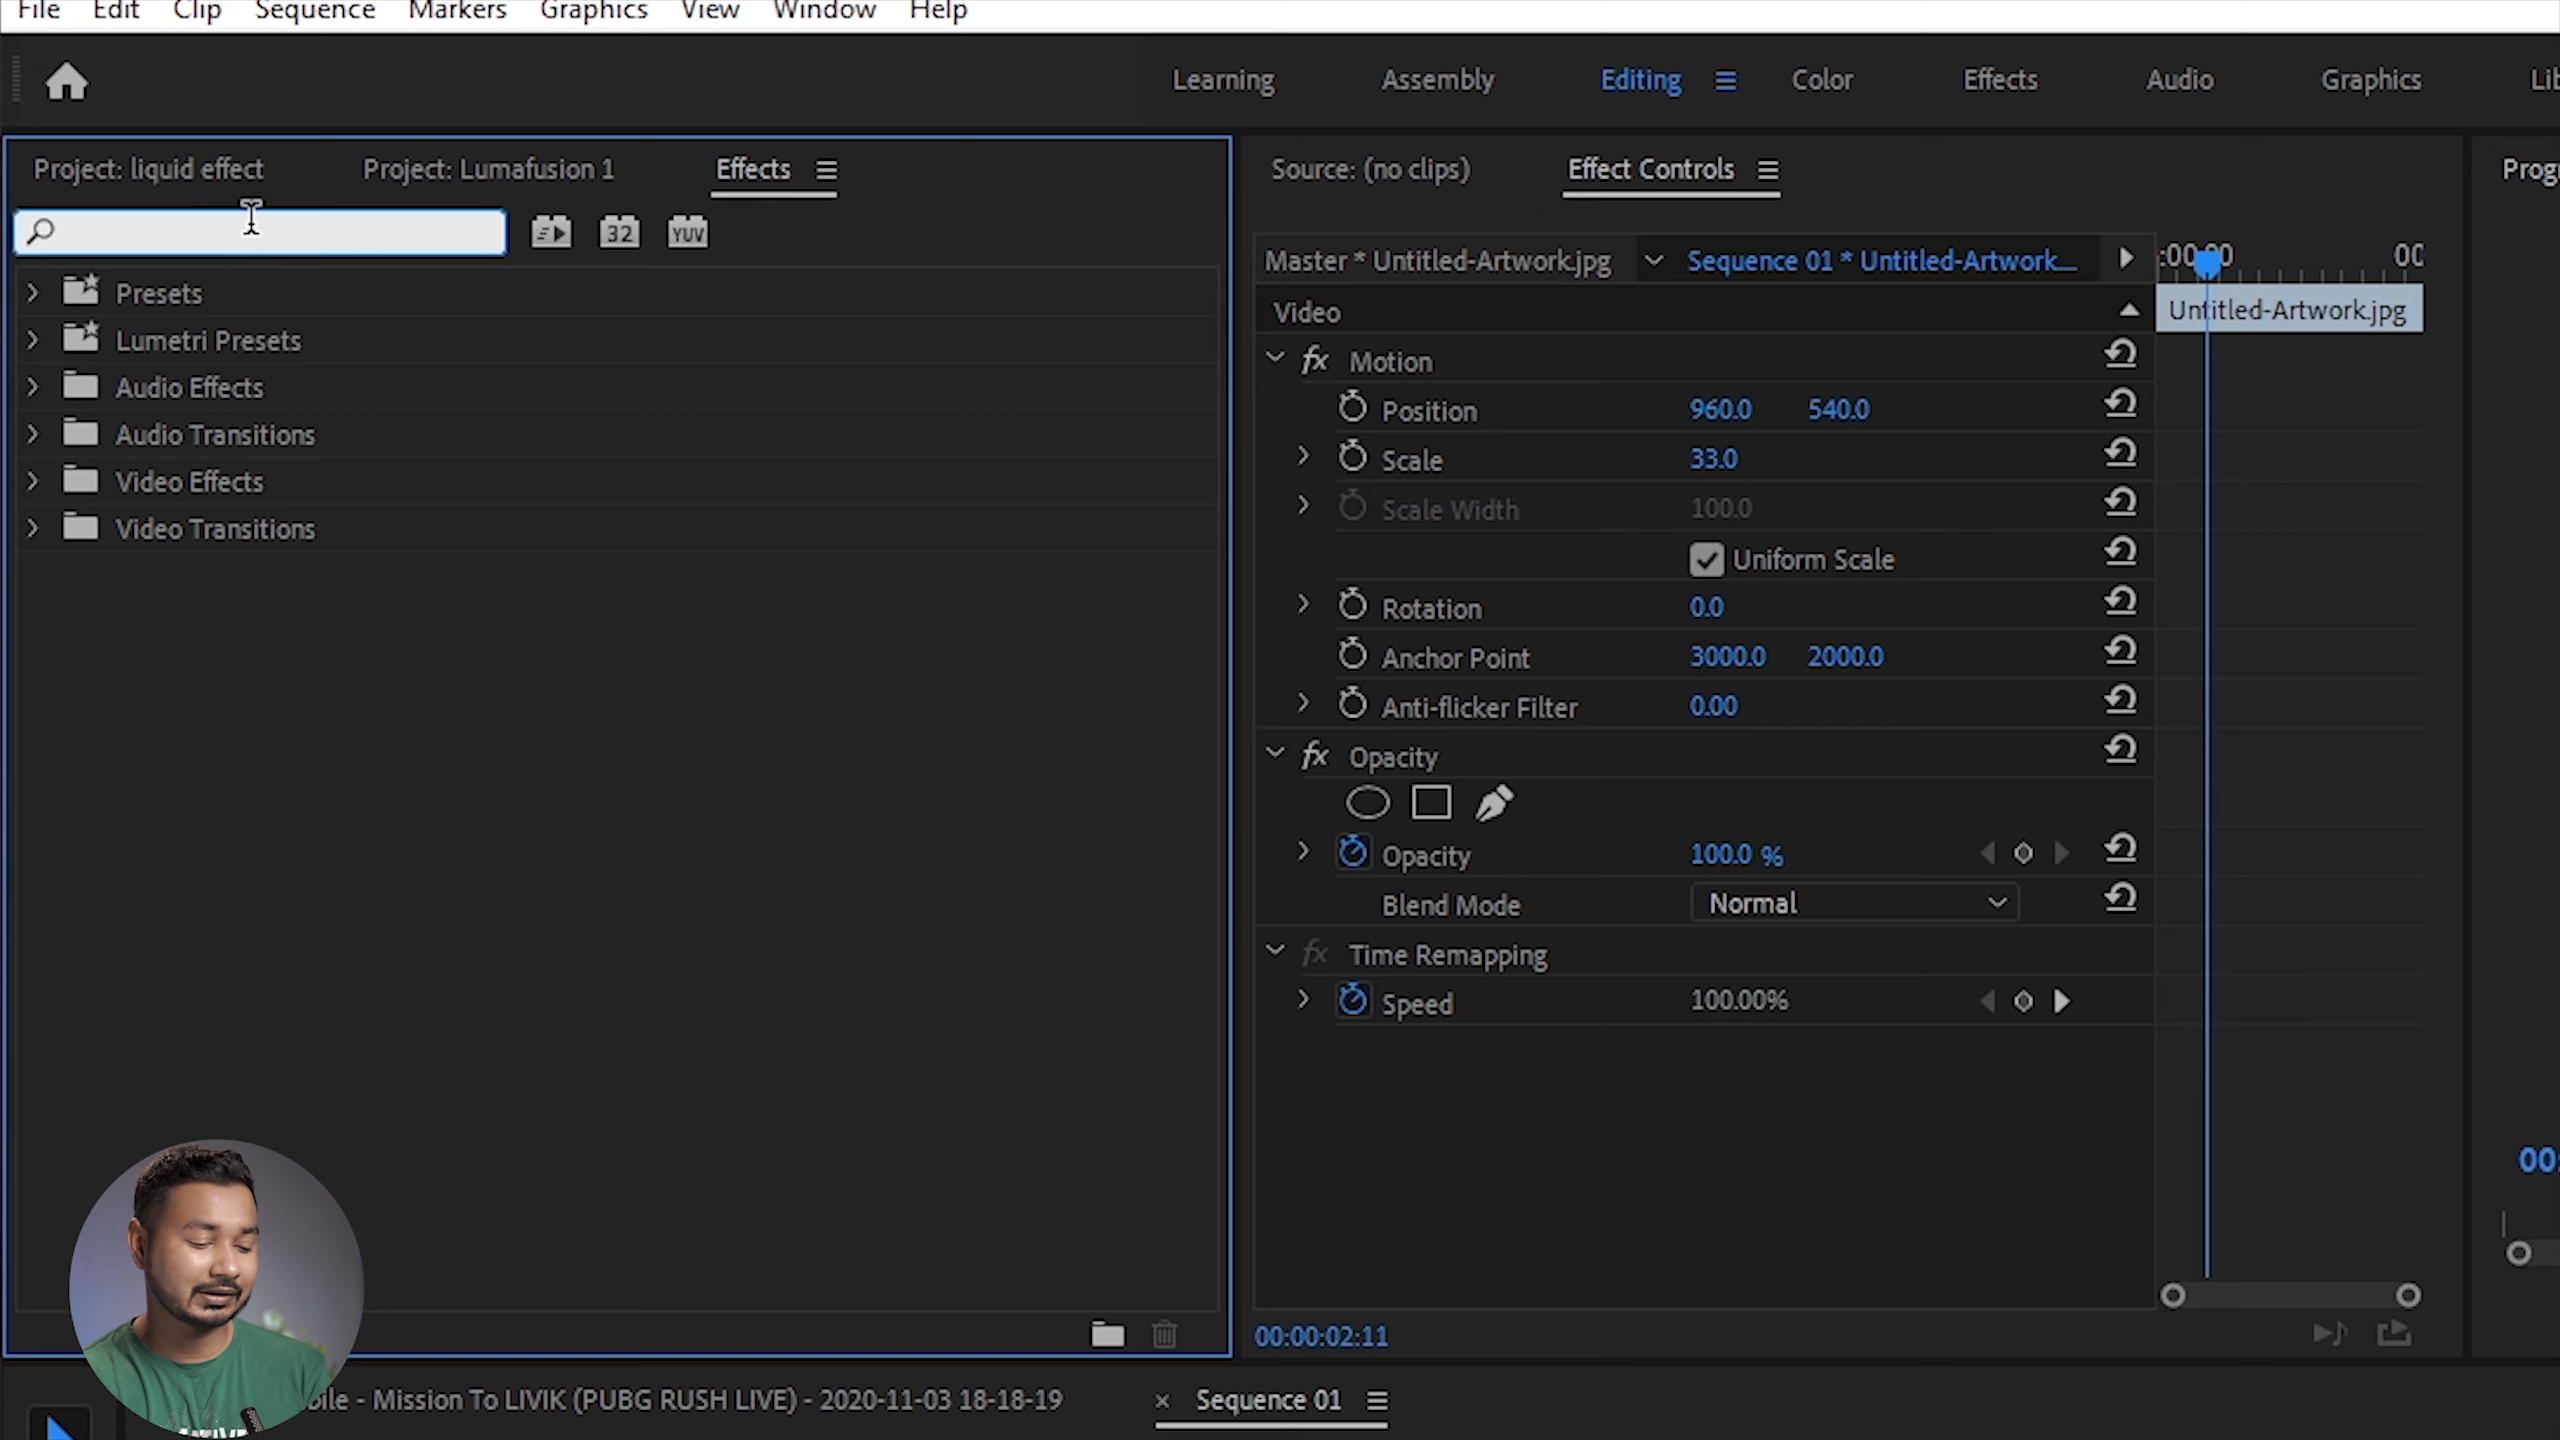 File Edit Clip Sequence Markers Graphics View Window Help
Learning Assembly Editing Color Effects Audio Graphics
Project: liquid effect Project: Lumafusion 1 Effects
32 YUV
Presets
Lumetri Presets
Audio Effects
Audio Transitions
Video Effects
Video Transitions
Source: (no clips) Effect Controls
Master * Untitled-Artwork.jpg Sequence 01 * Untitled-Artwork...
Video
Untitled-Artwork.jpg
fx Motion
Position 960.0 540.0
Scale 33.0
Scale Width 100.0
Uniform Scale
Rotation 0.0
Anchor Point 3000.0 2000.0
Anti-flicker Filter 0.00
fx Opacity
Opacity 100.0 %
Blend Mode Normal
fx Time Remapping
Speed 100.00%
00:00:02:11
- Mission To LIVIK (PUBG RUSH LIVE) - 2020-11-03 18-18-19
× Sequence 01